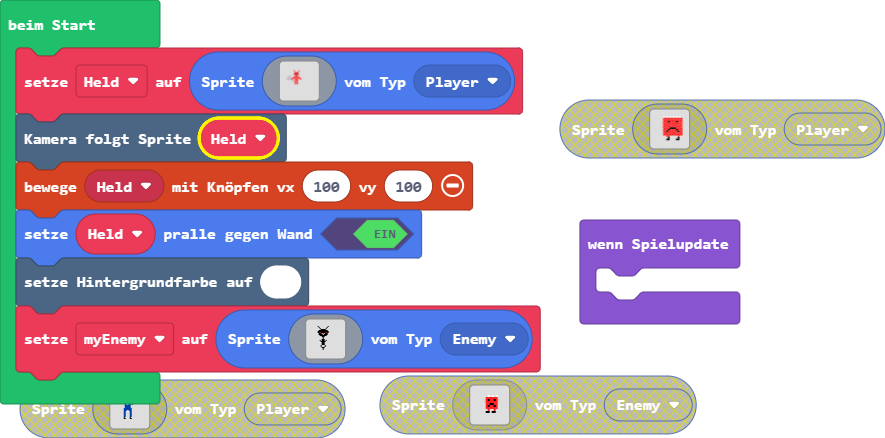 beim Start
setze Held auf Sprite vom Typ Player
Kamera folgt Sprite Held
bewege Held mit Knöpfen vx 100 vy 100
setze Held pralle gegen Wand EIN
setze Hintergrundfarbe auf
setze myEnemy auf Sprite vom Typ Enemy
Sprite vom Typ Player
wenn Spielupdate
Sprite vom Typ Player
Sprite vom Typ Enemy